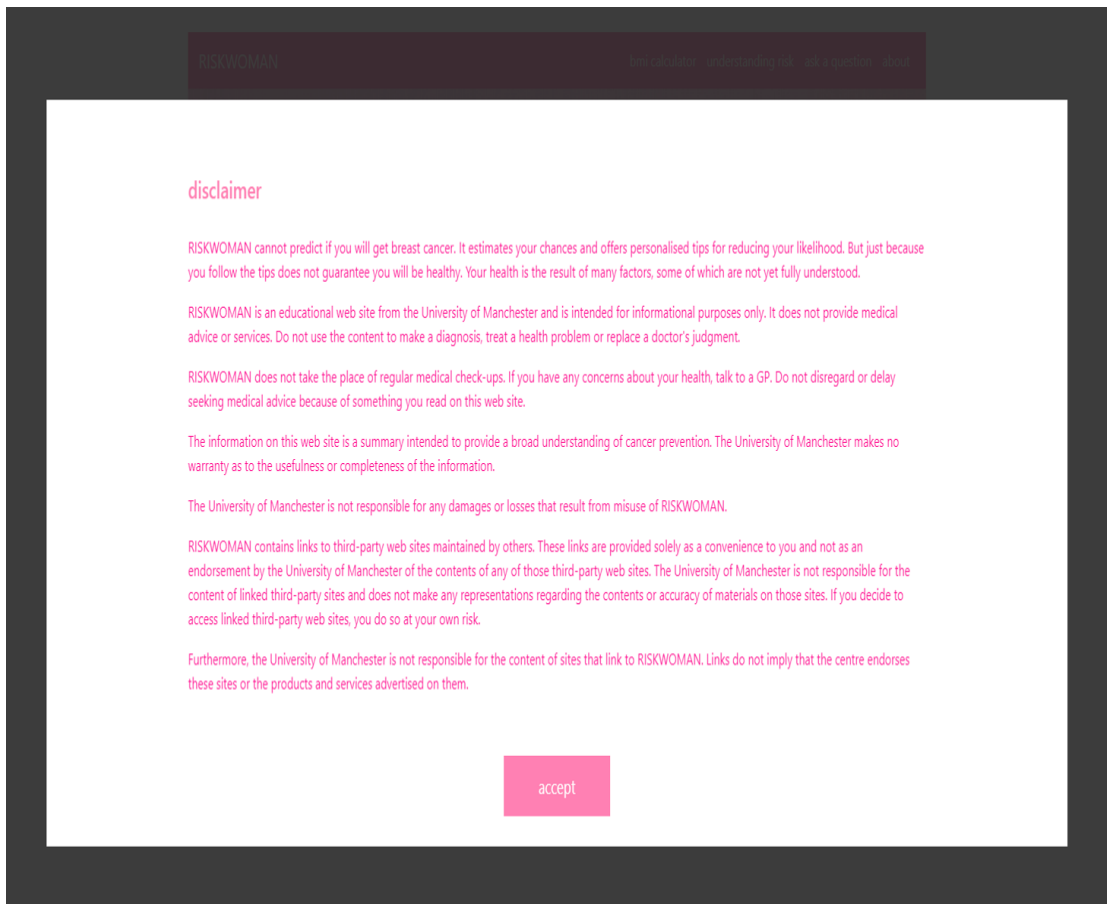 RISKWOMAN
bmi calculator understanding risk ask a question about
disclaimer
RISKWOMAN cannot predict if you will get breast cancer. It estimates your chances and offers personalised tips for reducing your likelihood. But just because
you follow the tips does not guarantee you will be healthy. Your health is the result of many factors, some of which are not yet fully understood.
RISKWOMAN is an educational web site from the University of Manchester and is intended for informational purposes only. It does not provide medical
advice or services. Do not use the content to make a diagnosis, treat a health problem or replace a doctor's judgment.
RISKWOMAN does not take the place of regular medical check-ups. If you have any concerns about your health, talk to a GP. Do not disregard or delay
seeking medical advice because of something you read on this web site.
The information on this web site is a summary intended to provide a broad understanding of cancer prevention. The University of Manchester makes no
warranty as to the usefulness or completeness of the information.
The University of Manchester is not responsible for any damages or losses that result from misuse of RISKWOMAN.
RISKWOMAN contains links to third-party web sites maintained by others. These links are provided solely as a convenience to you and not as an
endorsement by the University of Manchester of the contents of any of those third-party web sites. The University of Manchester is not responsible for the
content of linked third-party sites and does not make any representations regarding the contents or accuracy of materials on those sites. If you decide to
access linked third-party web sites, you do so at your own risk.
Furthermore, the University of Manchester is not responsible for the content of sites that link to RISKWOMAN. Links do not imply that the centre endorses
these sites or the products and services advertised on them.
accept